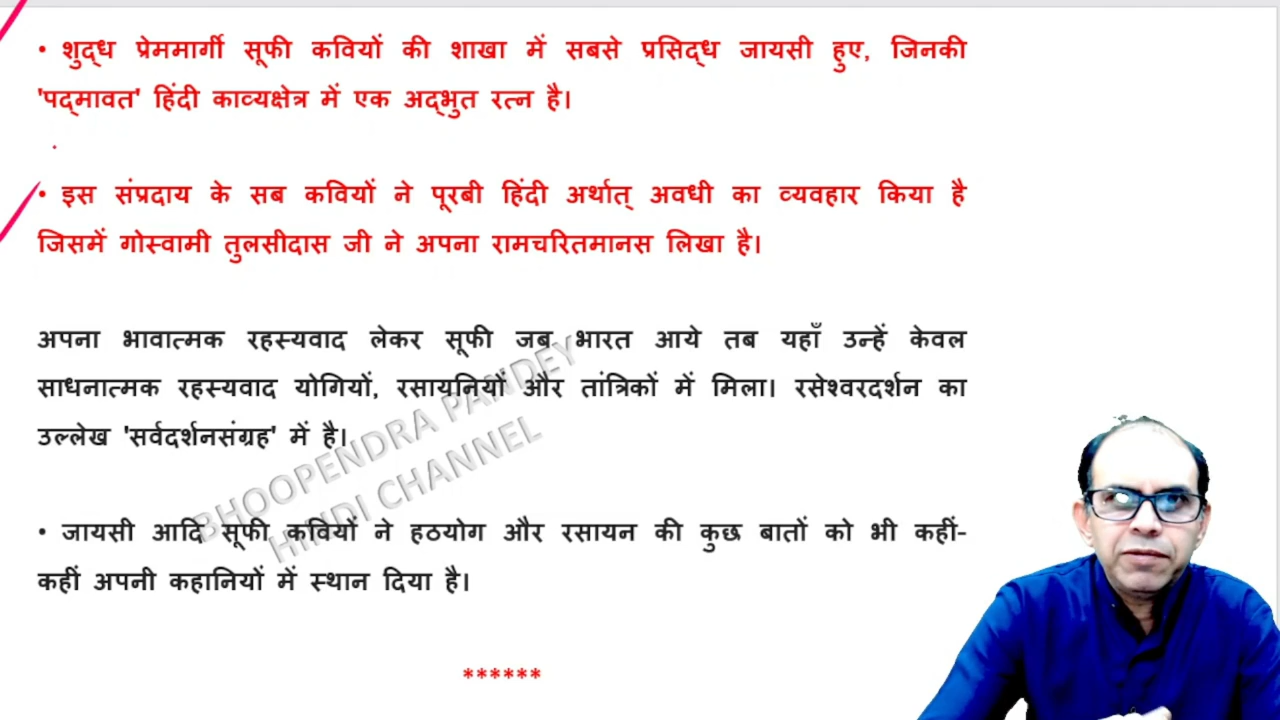 • शुद्ध प्रेममार्गी सूफी कवियों की शाखा में सबसे प्रसिद्ध जायसी हुए, जिनकी
'पद्मावत' हिंदी काव्यक्षेत्र में एक अद्भुत रत्न है।
• इस संप्रदाय के सब कवियों ने पूरबी हिंदी अर्थात् अवधी का व्यवहार किया है
जिसमें गोस्वामी तुलसीदास जी ने अपना रामचरितमानस लिखा है।
अपना भावात्मक रहस्यवाद लेकर सूफी जब भारत आये तब यहाँ उन्हें केवल
साधनात्मक रहस्यवाद योगियों, रसायनियों और तांत्रिकों में मिला। रसेश्वरदर्शन का
उल्लेख 'सर्वदर्शनसंग्रह' में है।
BHOOPENDRA PANDEY
HINDI CHANNEL
• जायसी आदि सूफी कवियों ने हठयोग और रसायन की कुछ बातों को भी कहीं-
कहीं अपनी कहानियों में स्थान दिया है।
******